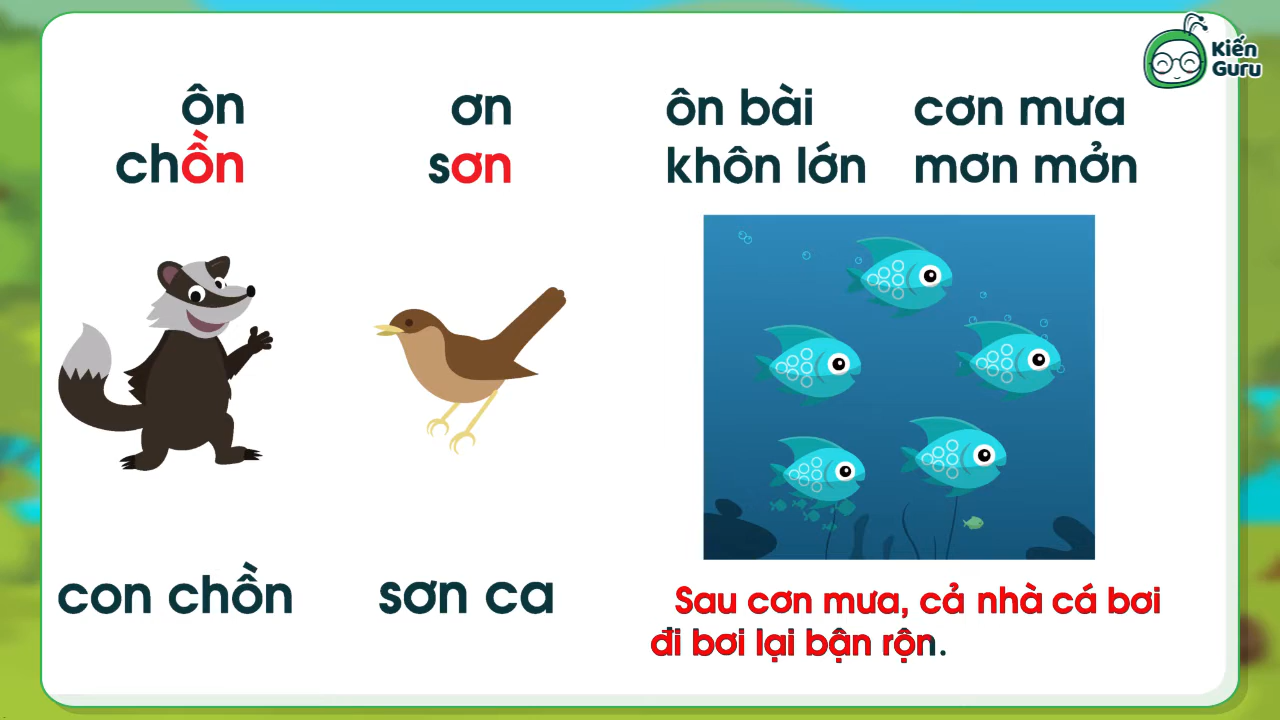 Kiến
Guru
ôn
chồn
ơn
sơn
ôn bài
cơn mưa
khôn lớn
mơn mởn
con chồn
sơn ca
Sau cơn mưa, cả nhà cá bơi
đi bơi lại bận rộn.